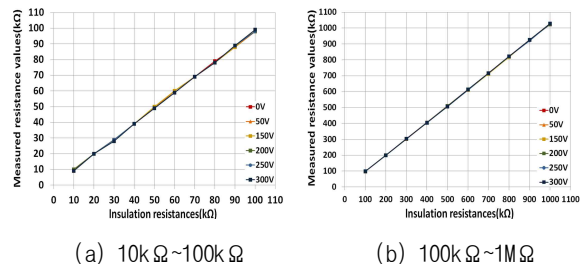 Measured resistance values(kΩ)
110
100
90
80
70
60
50
40
30
20
10
0
0 10 20 30 40 50 60 70 80 90 100 110
Insulation resistances(kΩ)
0V
50V
150V
200V
250V
300V
(a) 10kΩ~100kΩ
Measured resistance values(kΩ)
1100
1000
900
800
700
600
500
400
300
200
100
0
0 100 200 300 400 500 600 700 800 900 1000 1100
Insulation resistances(kΩ)
0V
50V
150V
200V
250V
300V
(b) 100kΩ~1MΩ